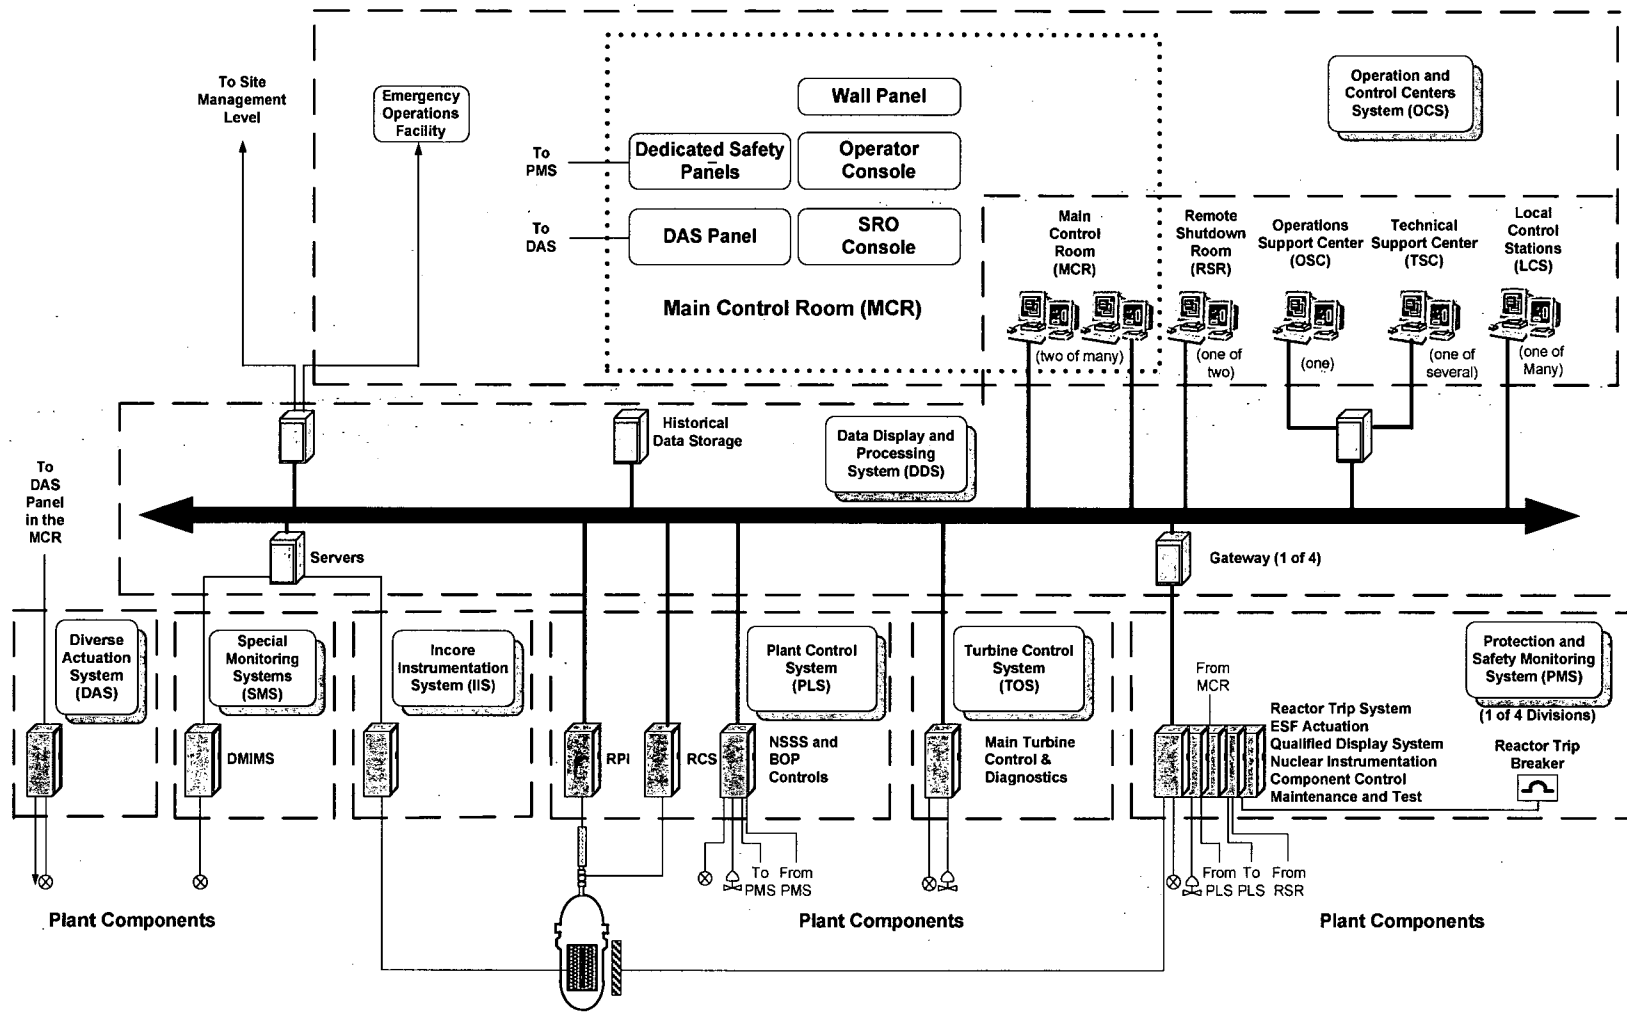 To Site
Management
Level
Emergency
Operations
Facility
Wall Panel
Operation and
Control Centers
System (OCS)
To
PMS
Dedicated Safety
Panels
Operator
Console
To
DAS
DAS Panel
SRO
Console
Main Control Room (MCR)
Main
Control
Room
(MCR)
Remote
Shutdown
Room
(RSR)
Operations
Support Center
(OSC)
Technical
Support Center
(TSC)
Local
Control
Stations
(LCS)
(two of many)
(one of
two)
(one)
(one of
several)
(one of
Many)
Historical
Data Storage
Data Display and
Processing
System (DDS)
To
DAS
Panel
in the
MCR
Servers
Gateway (1 of 4)
Diverse
Actuation
System
(DAS)
Special
Monitoring
Systems
(SMS)
Incore
Instrumentation
System (IIS)
Plant Control
System
(PLS)
Turbine Control
System
(TOS)
Protection and
Safety Monitoring
System (PMS)
(1 of 4 Divisions)
From
MCR
DMIMS
RPI
RCS
NSSS and
BOP
Controls
Main Turbine
Control &
Diagnostics
Reactor Trip System
ESF Actuation
Qualified Display System
Nuclear Instrumentation
Component Control
Maintenance and Test
Reactor Trip
Breaker
To
PMS
From
PMS
From
PLS
To
PLS
From
RSR
Plant Components
Plant Components
Plant Components